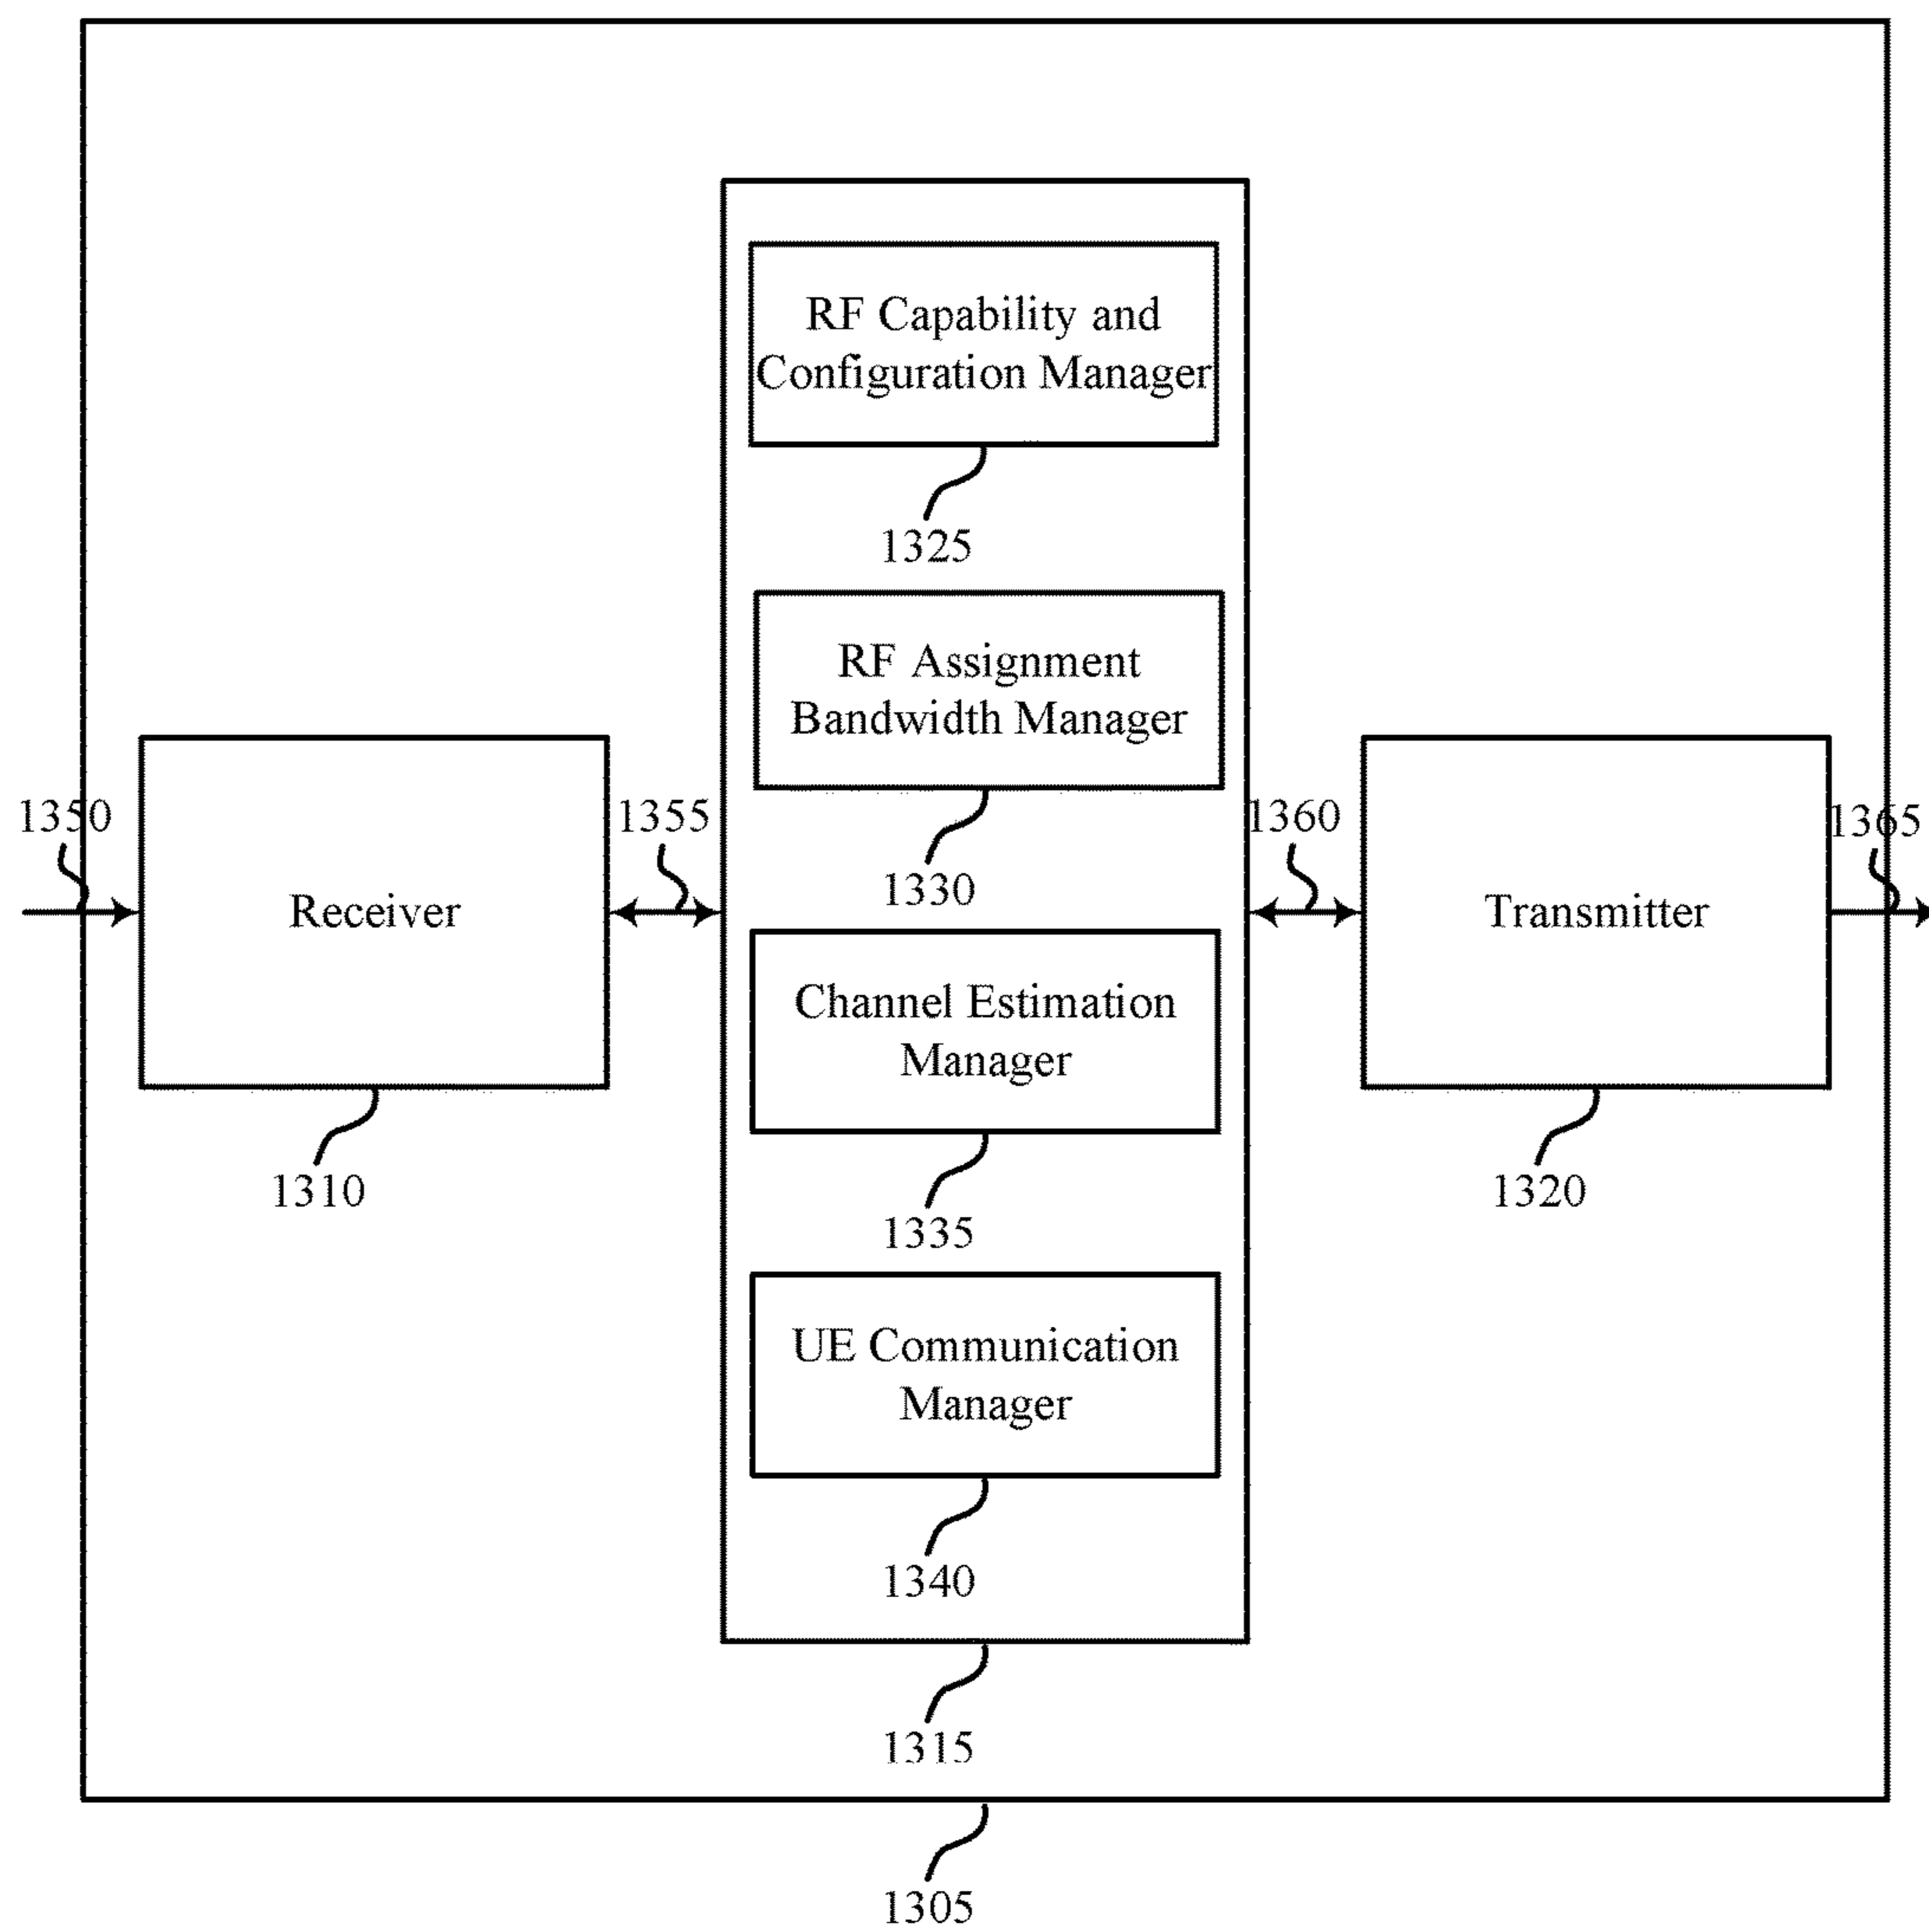 RF Capability and
Configuration Manager
1325
RF Assignment
Bandwidth Manager
1330
1350
1355
1360
1365
Receiver
Transmitter
1310
1320
Channel Estimation
Manager
1335
UE Communication
Manager
1340
1315
1305